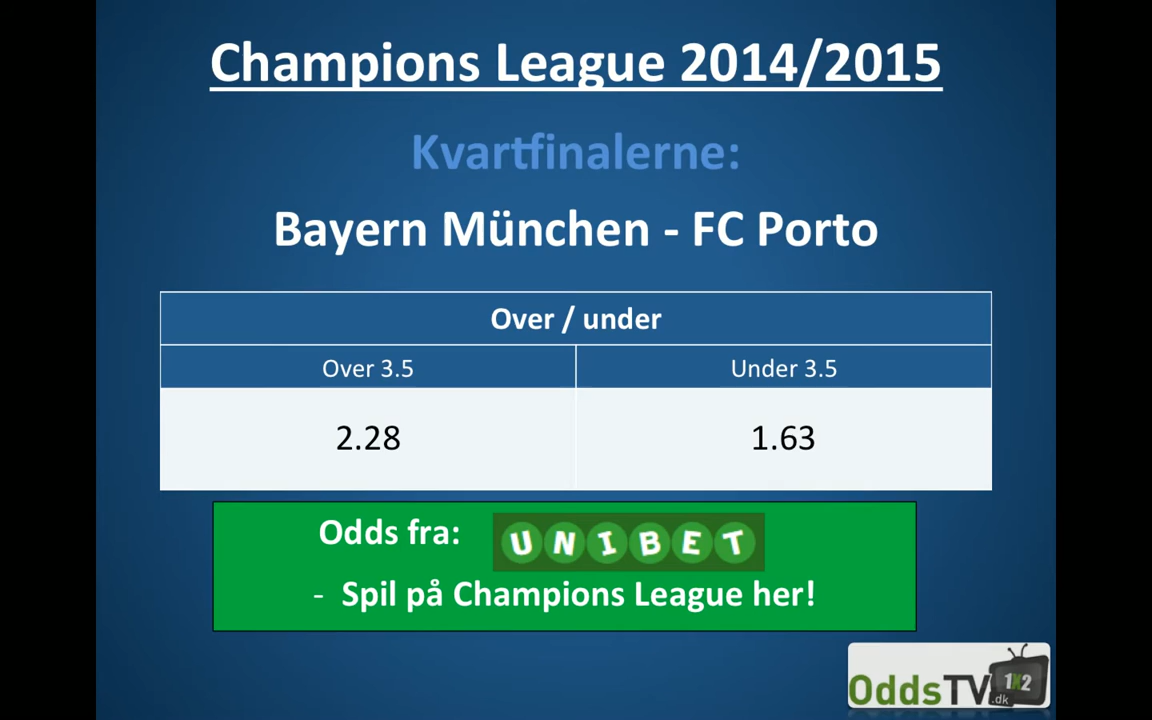 Champions League 2014/2015
Kvartfinalerne:
Bayern München - FC Porto
Over / under
Over 3.5 Under 3.5
2.28 1.63
Odds fra: UNIBET
- Spil på Champions League her!
OddsTV.dk 1X2